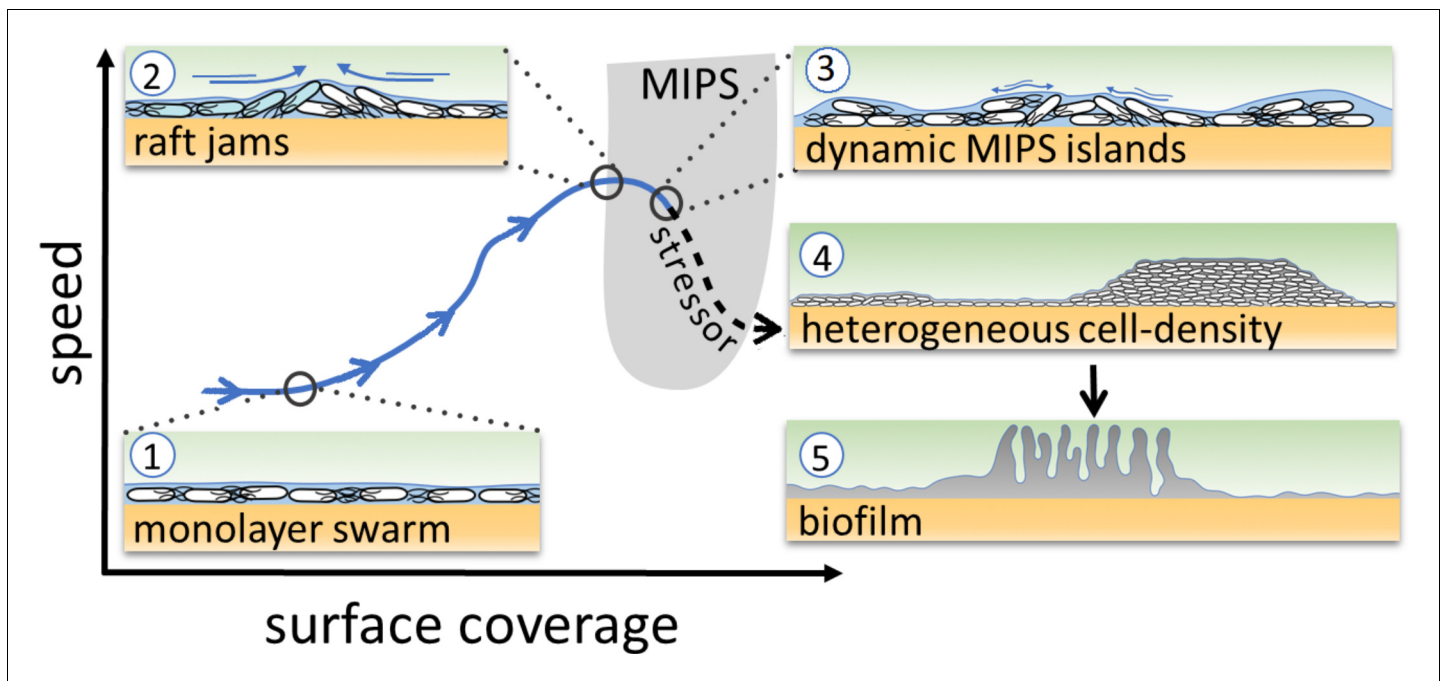 2
raft jams
MIPS
3
dynamic MIPS islands
stressor
4
heterogeneous cell-density
1
monolayer swarm
5
biofilm
speed
surface coverage